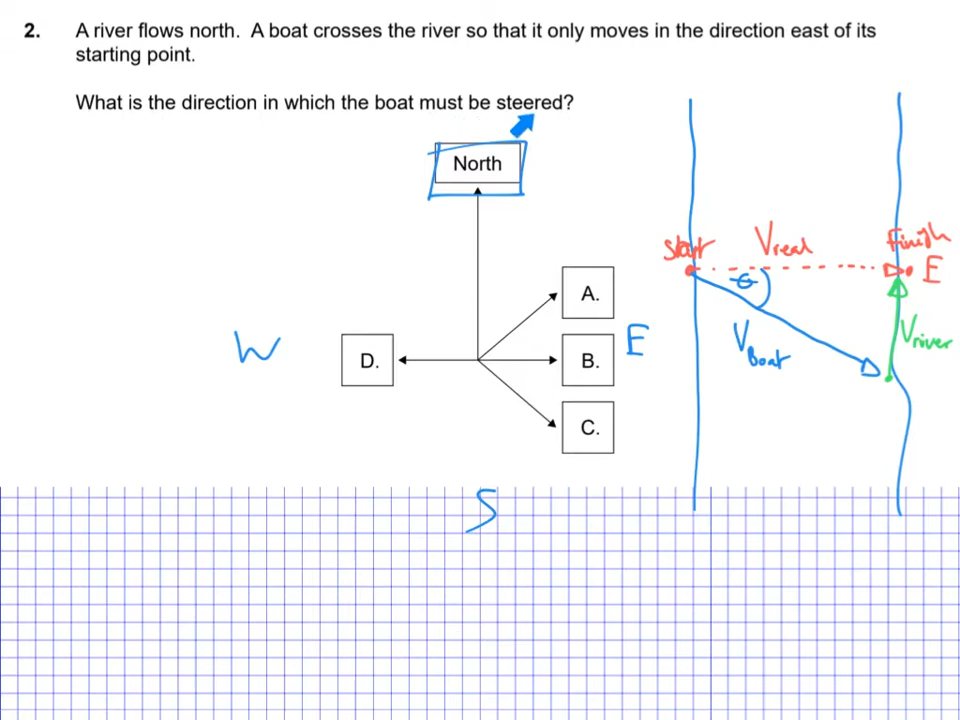 2. A river flows north. A boat crosses the river so that it only moves in the direction east of its
starting point.
What is the direction in which the boat must be steered?
North
start Vreal finish
E
A.
θ
W D. B. E Vboat Vriver
C.
S